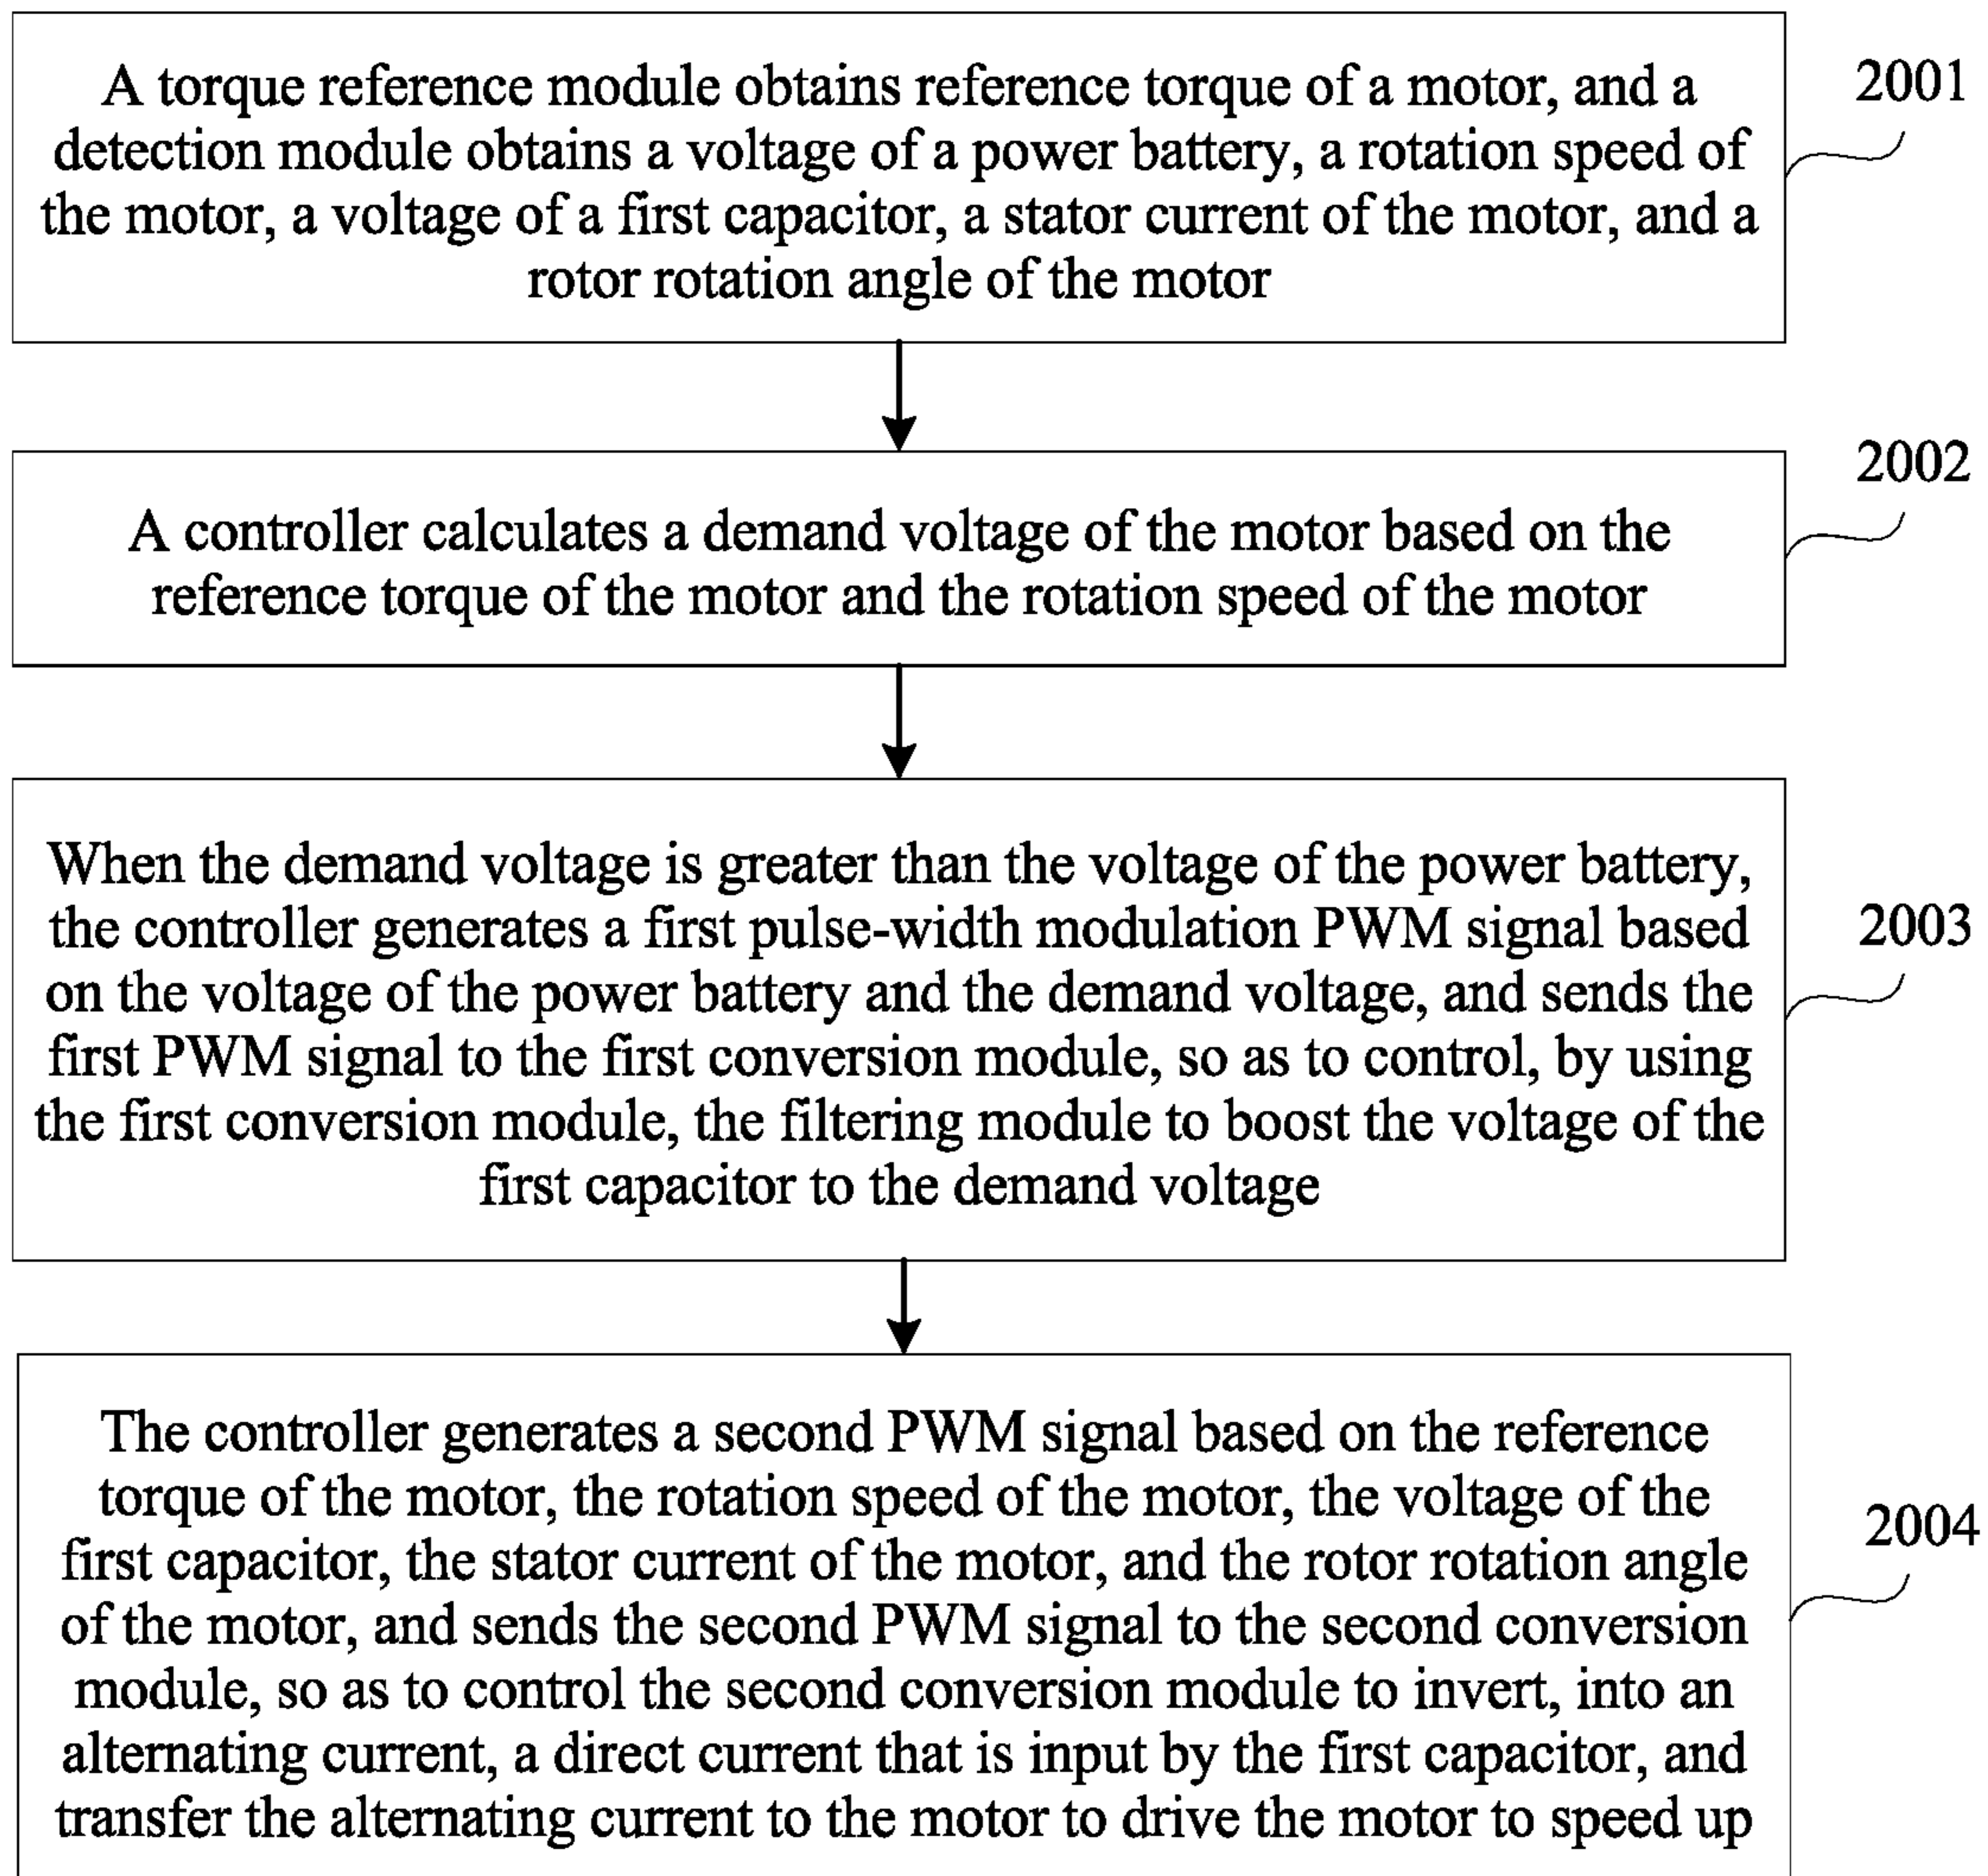 A torque reference module obtains reference torque of a motor, and a
detection module obtains a voltage of a power battery, a rotation speed of
the motor, a voltage of a first capacitor, a stator current of the motor, and a
rotor rotation angle of the motor
2001
A controller calculates a demand voltage of the motor based on the
reference torque of the motor and the rotation speed of the motor
2002
When the demand voltage is greater than the voltage of the power battery,
the controller generates a first pulse-width modulation PWM signal based
on the voltage of the power battery and the demand voltage, and sends the
first PWM signal to the first conversion module, so as to control, by using
the first conversion module, the filtering module to boost the voltage of the
first capacitor to the demand voltage
2003
The controller generates a second PWM signal based on the reference
torque of the motor, the rotation speed of the motor, the voltage of the
first capacitor, the stator current of the motor, and the rotor rotation angle
of the motor, and sends the second PWM signal to the second conversion
module, so as to control the second conversion module to invert, into an
alternating current, a direct current that is input by the first capacitor, and
transfer the alternating current to the motor to drive the motor to speed up
2004